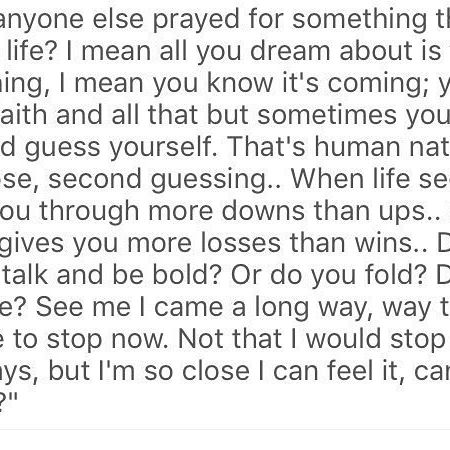 anyone else prayed for something th
life? I mean all you dream about is
ing, I mean you know it's coming; y
aith and all that but sometimes you
d guess yourself. That's human nat
se, second guessing.. When life se
ou through more downs than ups..
gives you more losses than wins.. D
talk and be bold? Or do you fold? D
e? See me I came a long way, way t
e to stop now. Not that I would stop
ys, but I'm so close I can feel it, ca
?"